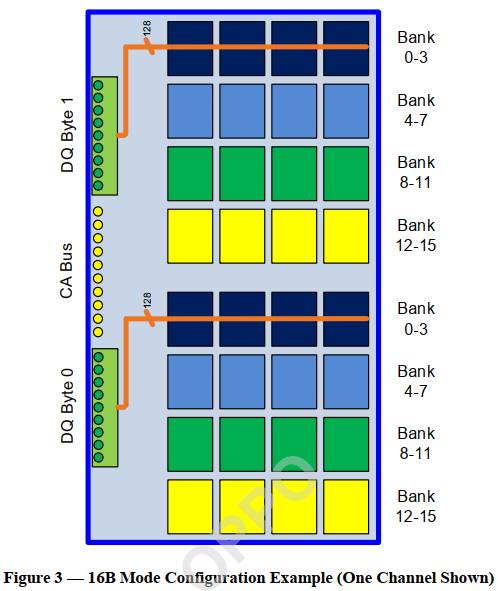 128
Bank
0-3
DQ Byte 1
Bank
4-7
Bank
8-11
Bank
12-15
CA Bus
128
Bank
0-3
DQ Byte 0
Bank
4-7
Bank
8-11
Bank
12-15
OPPO
Figure 3 — 16B Mode Configuration Example (One Channel Shown)